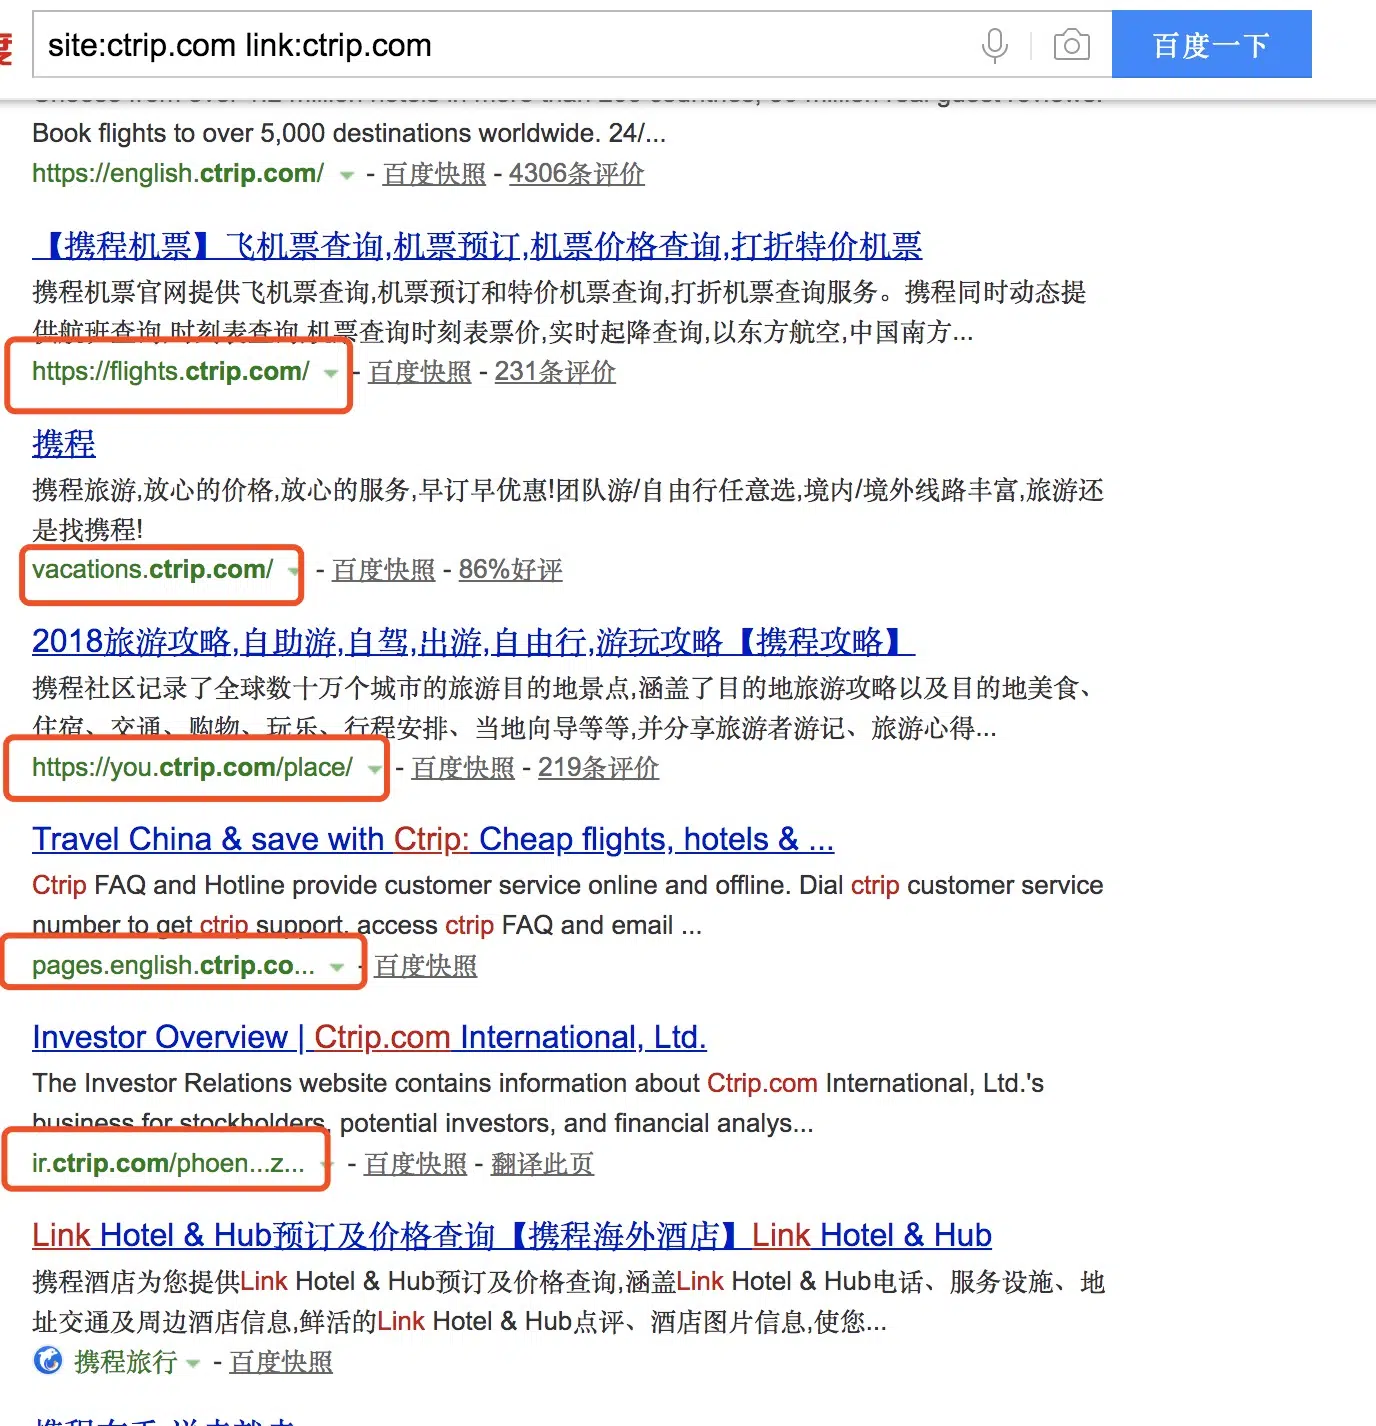 site:ctrip.com link:ctrip.com
百度一下
Choose from over 1.2 million hotels in more than 200 countries,
Book flights to over 5,000 destinations worldwide. 24/...
https://english.ctrip.com/ - 百度快照 - 4306条评价
【携程机票】飞机票查询,机票预订,机票价格查询,打折特价机票
携程机票官网提供飞机票查询,机票预订和特价机票查询,打折机票查询服务。携程同时动态提
供航班查询,时刻表查询,机票查询时刻表票价,实时起降查询,以东方航空,中国南方...
https://flights.ctrip.com/ - 百度快照 - 231条评价
携程
携程旅游,放心的价格,放心的服务,早订早优惠!团队游/自由行任意选,境内/境外线路丰富,旅游还
是找携程!
vacations.ctrip.com/ - 百度快照 - 86%好评
2018旅游攻略,自助游,自驾,出游,自由行,游玩攻略【携程攻略】
携程社区记录了全球数十万个城市的旅游目的地景点,涵盖了目的地旅游攻略以及目的地美食、
住宿、交通、购物、玩乐、行程安排、当地向导等等,并分享旅游者游记、旅游心得...
https://you.ctrip.com/place/ - 百度快照 - 219条评价
Travel China & save with Ctrip: Cheap flights, hotels & ...
Ctrip FAQ and Hotline provide customer service online and offline. Dial ctrip customer service
number to get ctrip support, access ctrip FAQ and email ...
pages.english.ctrip.co... - 百度快照
Investor Overview | Ctrip.com International, Ltd.
The Investor Relations website contains information about Ctrip.com International, Ltd.'s
business for stockholders, potential investors, and financial analys...
ir.ctrip.com/phoen...z... - 百度快照 - 翻译此页
Link Hotel & Hub预订及价格查询【携程海外酒店】Link Hotel & Hub
携程酒店为您提供Link Hotel & Hub预订及价格查询,涵盖Link Hotel & Hub电话、服务设施、地
址交通及周边酒店信息,鲜活的Link Hotel & Hub点评、酒店图片信息,使您...
携程旅行 - 百度快照